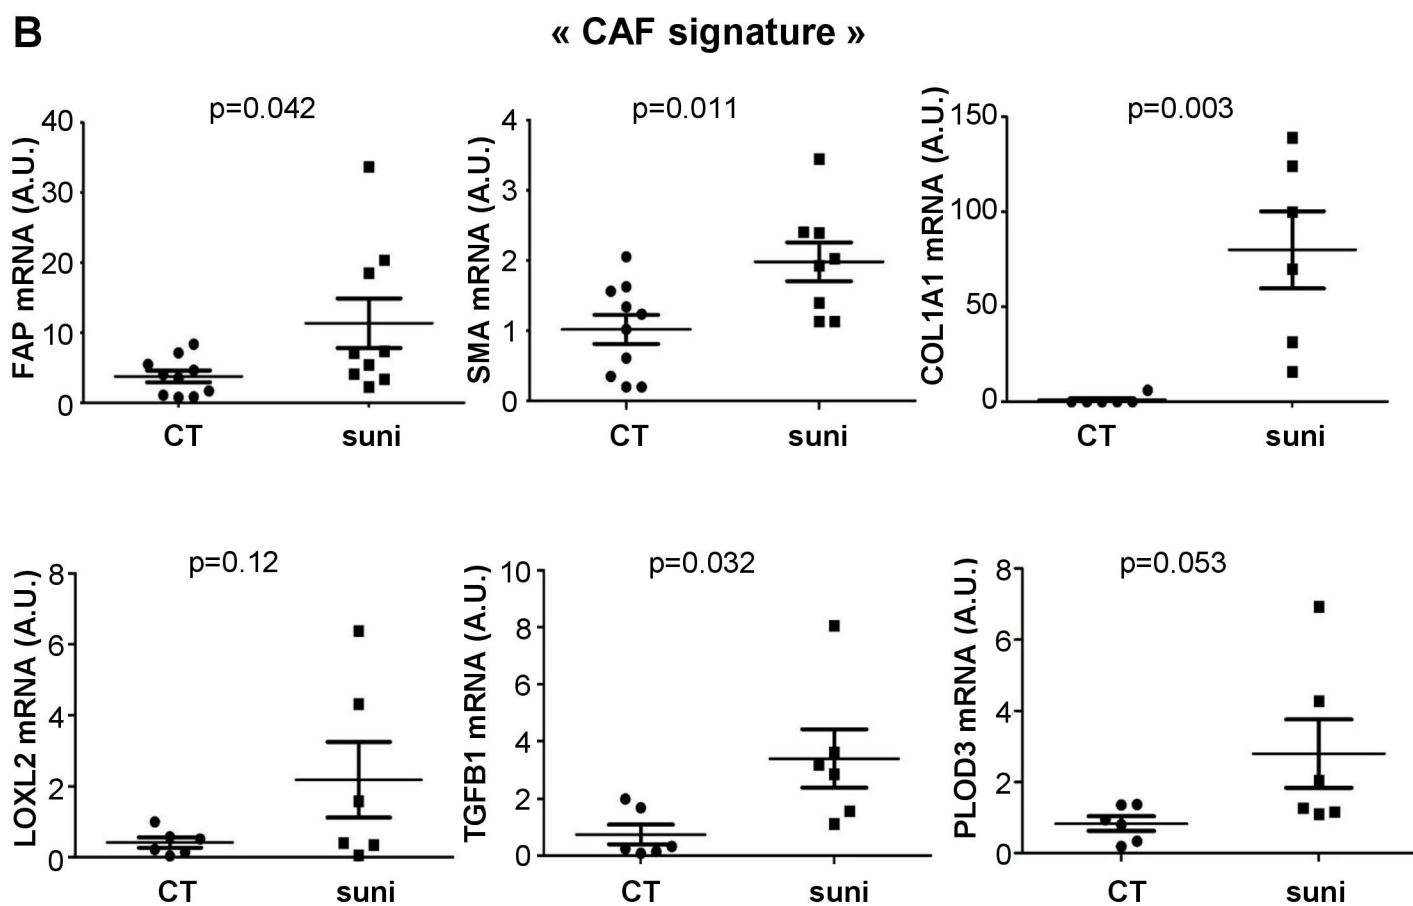 B
« CAF signature »
p=0.042
FAP mRNA (A.U.)
40
30
20
10
0
CT suni
p=0.011
SMA mRNA (A.U.)
4
3
2
1
0
CT suni
p=0.003
COL1A1 mRNA (A.U.)
150
100
50
0
CT suni
p=0.12
LOXL2 mRNA (A.U.)
8
6
4
2
0
CT suni
p=0.032
TGFB1 mRNA (A.U.)
10
8
6
4
2
0
CT suni
p=0.053
PLOD3 mRNA (A.U.)
8
6
4
2
0
CT suni